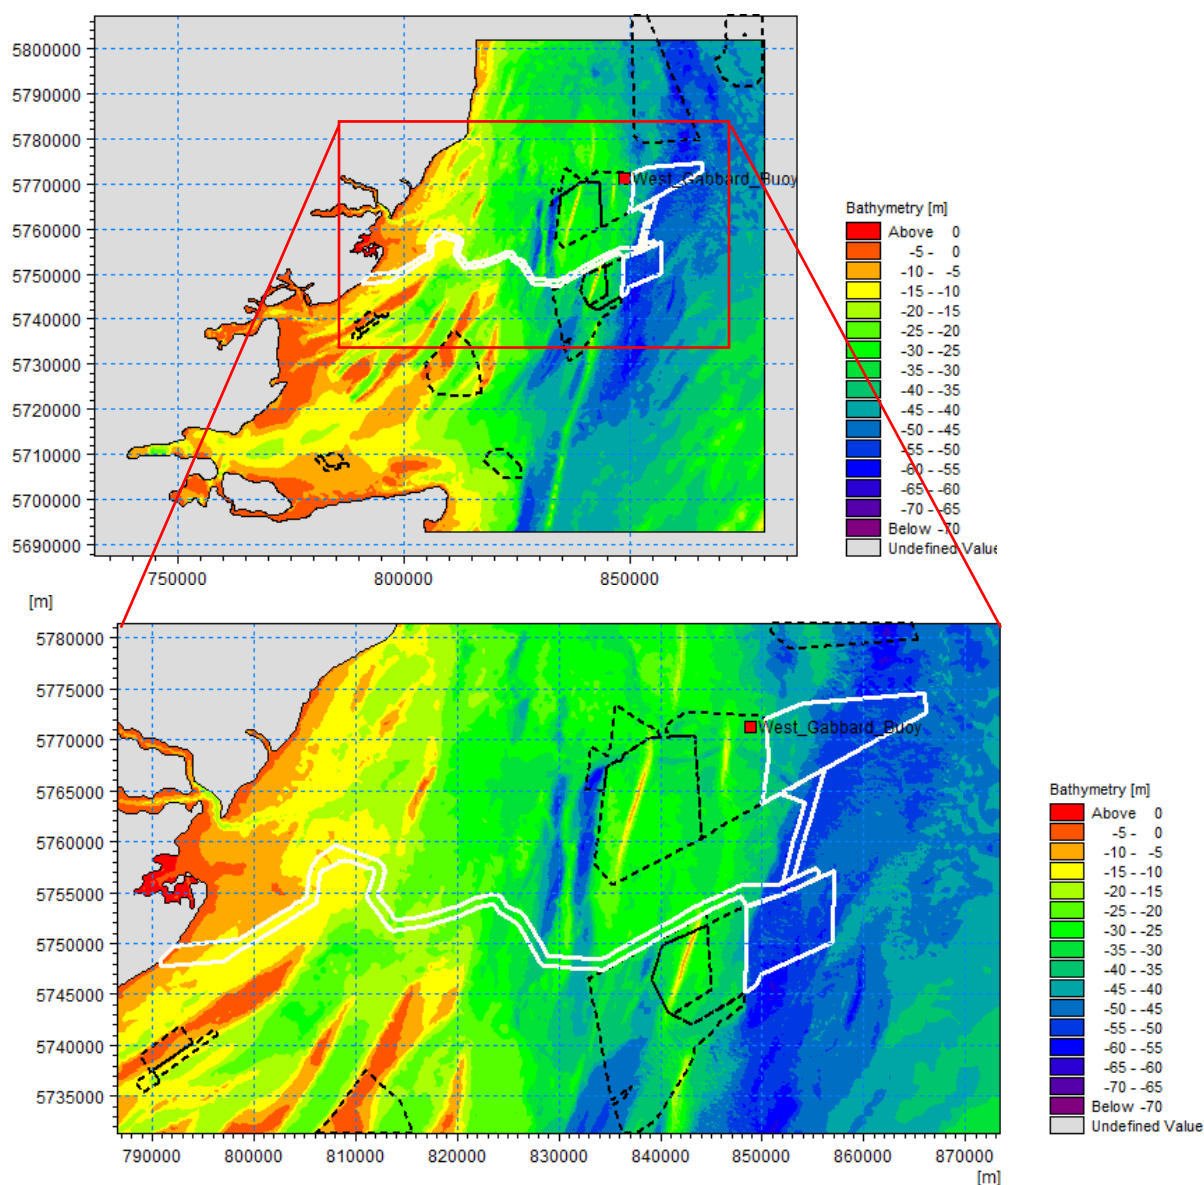 5800000
5790000
5780000
5770000
5760000
5750000
5740000
5730000
5720000
5710000
5700000
5690000
West_Gabbard_Buoy
750000 800000 850000
[m]
Bathymetry [m]
Above 0
-5 - 0
-10 - -5
-15 - -10
-20 - -15
-25 - -20
-30 - -25
-35 - -30
-40 - -35
-45 - -40
-50 - -45
-55 - -50
-60 - -55
-65 - -60
-70 - -65
Below -70
Undefined Value
5780000
5775000
5770000
5765000
5760000
5755000
5750000
5745000
5740000
5735000
West_Gabbard_Buoy
790000 800000 810000 820000 830000 840000 850000 860000 870000
[m]
Bathymetry [m]
Above 0
-5 - 0
-10 - -5
-15 - -10
-20 - -15
-25 - -20
-30 - -25
-35 - -30
-40 - -35
-45 - -40
-50 - -45
-55 - -50
-60 - -55
-65 - -60
-70 - -65
Below -70
Undefined Value